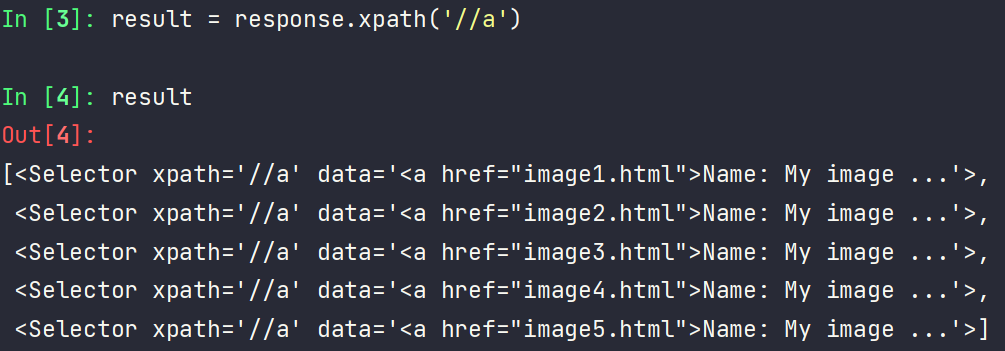 In [3]: result = response.xpath('//a')
In [4]: result
Out[4]:
[<Selector xpath='//a' data='<a href="image1.html">Name: My image ...'>,
 <Selector xpath='//a' data='<a href="image2.html">Name: My image ...'>,
 <Selector xpath='//a' data='<a href="image3.html">Name: My image ...'>,
 <Selector xpath='//a' data='<a href="image4.html">Name: My image ...'>,
 <Selector xpath='//a' data='<a href="image5.html">Name: My image ...'>]